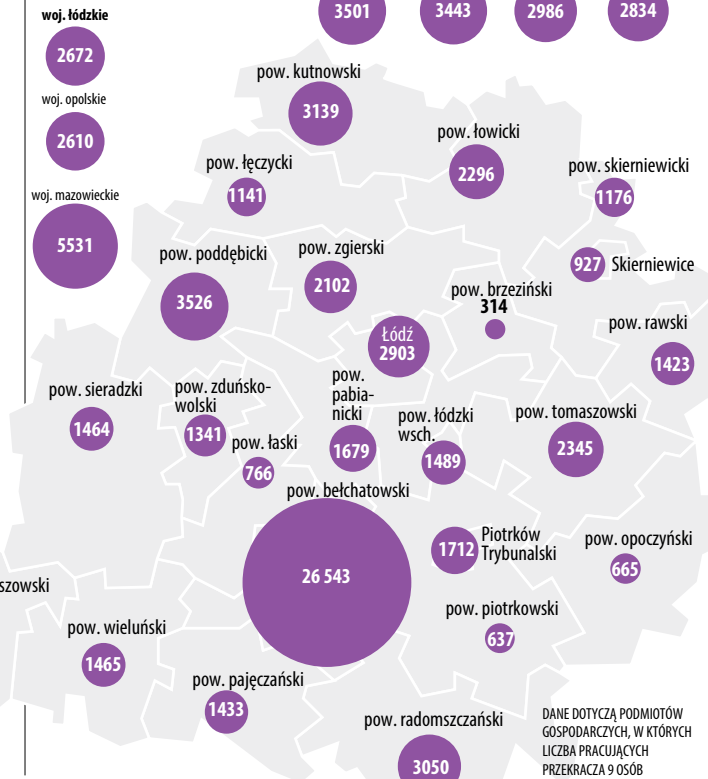 3501
3443
2986
2834
woj. łódzkie
2672
woj. opolskie
2610
woj. mazowieckie
5531
pow. kutnowski
3139
pow. łowicki
2296
pow. łęczycki
1141
pow. skierniewicki
1176
pow. poddębicki
3526
pow. zgierski
2102
927 Skierniewice
pow. brzeziński
314
Łódź
2903
pow. rawski
1423
pow. sieradzki
1464
pow. zduńsko-
wolski
1341
pow. łaski
766
pow.
pabia-
nicki
1679
pow. łódzki
wsch.
1489
pow. tomaszowski
2345
pow. bełchatowski
26 543
1712
Piotrków
Trybunalski
pow. opoczyński
665
szowski
pow. piotrkowski
637
pow. wieluński
1465
pow. pajęczański
1433
pow. radomszczański
3050
DANE DOTYCZĄ PODMIOTÓW
GOSPODARCZYCH, W KTÓRYCH
LICZBA PRACUJĄCYCH
PRZEKRACZA 9 OSÓB